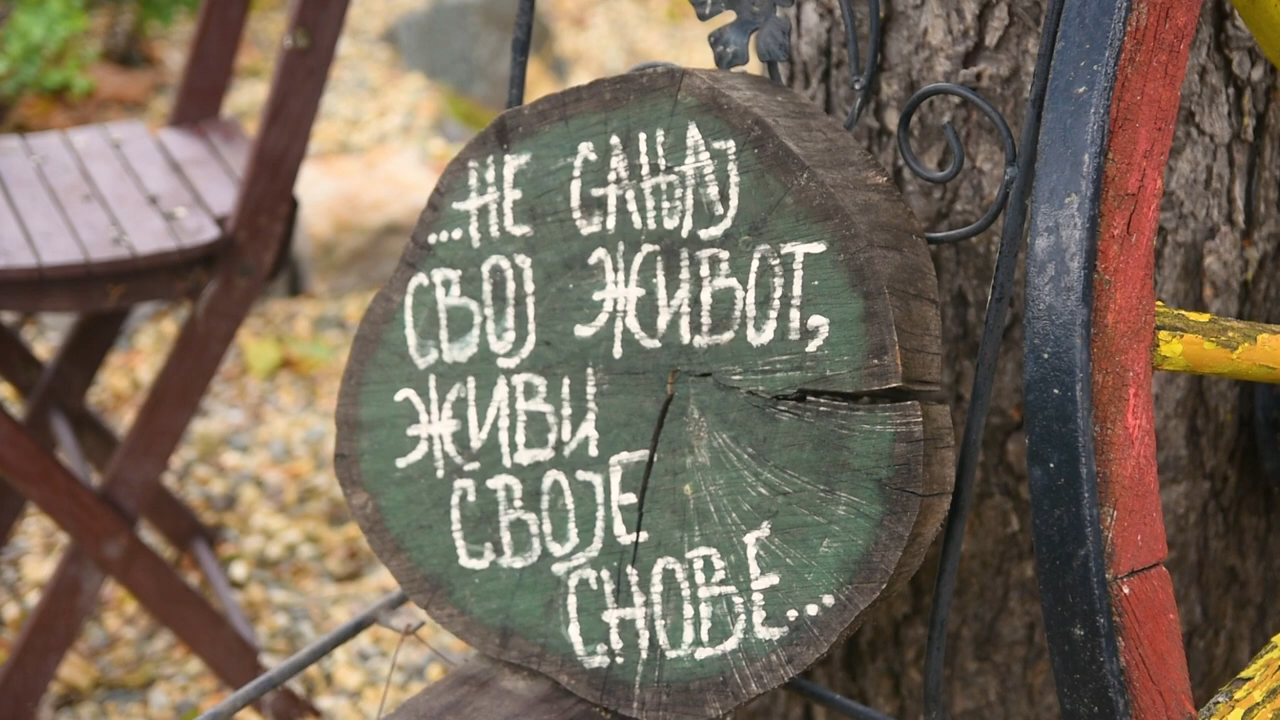 ...НЕ САЊАЈ
СВОЈ ЖИВОТ,
ЖИВИ
СВОЈЕ
СНОВЕ...